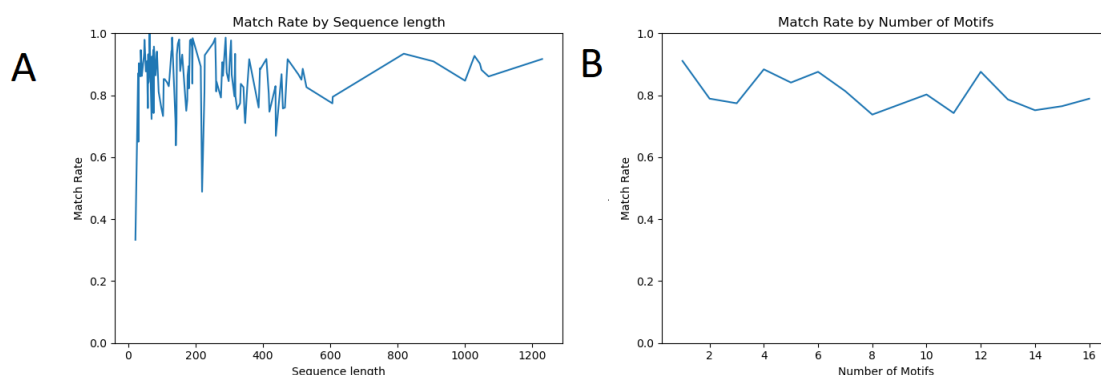 A
Match Rate by Sequence length
Match Rate
1.0
0.8
0.6
0.4
0.2
0.0
0 200 400 600 800 1000 1200
Sequence length
B
Match Rate by Number of Motifs
Match Rate
1.0
0.8
0.6
0.4
0.2
0.0
2 4 6 8 10 12 14 16
Number of Motifs